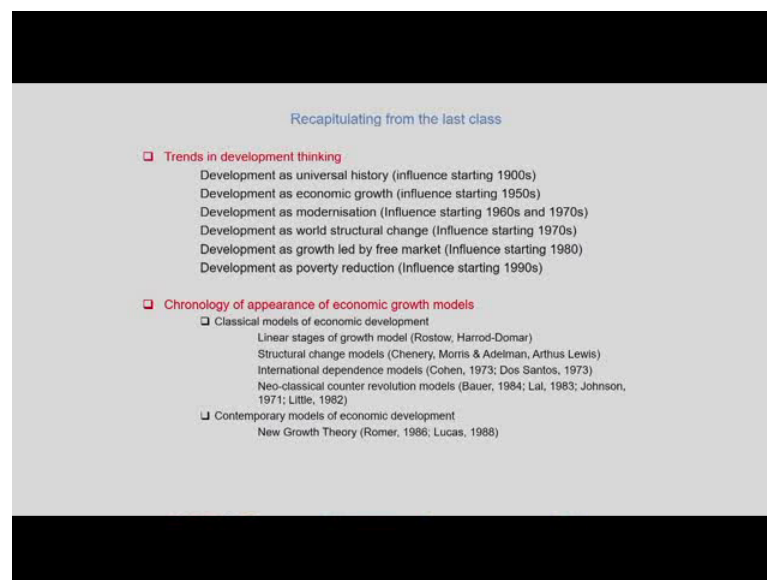 Recapitulating from the last class
Trends in development thinking
Development as universal history (influence starting 1900s)
Development as economic growth (influence starting 1950s)
Development as modernisation (Influence starting 1960s and 1970s)
Development as world structural change (Influence starting 1970s)
Development as growth led by free market (Influence starting 1980)
Development as poverty reduction (Influence starting 1990s)
Chronology of appearance of economic growth models
Classical models of economic development
Linear stages of growth model (Rostow, Harrod-Domar)
Structural change models (Chenery, Morris & Adelman, Arthus Lewis)
International dependence models (Cohen, 1973; Dos Santos, 1973)
Neo-classical counter revolution models (Bauer, 1984; Lal, 1983; Johnson,
1971; Little, 1982)
Contemporary models of economic development
New Growth Theory (Romer, 1986; Lucas, 1988)